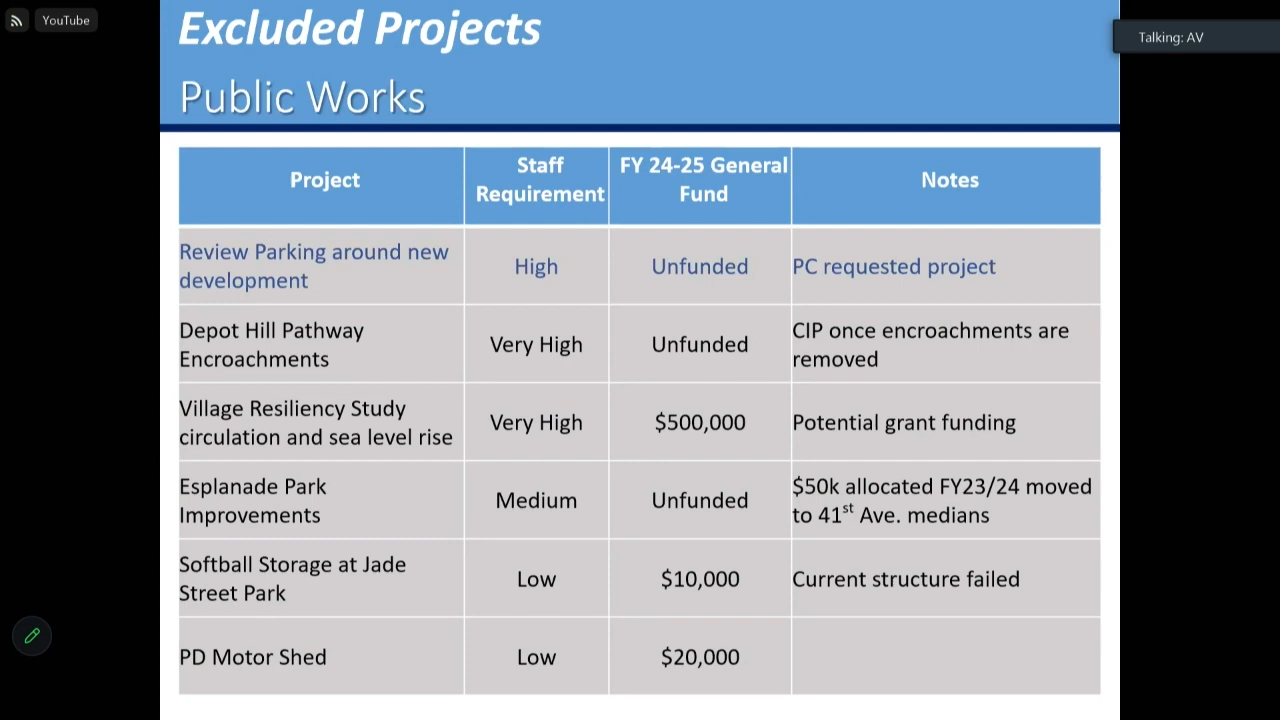 YouTube
Talking: AV
Excluded Projects
Public Works
Project
Staff
Requirement
FY 24-25 General
Fund
Notes
Review Parking around new
development
High
Unfunded
PC requested project
Depot Hill Pathway
Encroachments
Very High
Unfunded
CIP once encroachments are
removed
Village Resiliency Study
circulation and sea level rise
Very High
$500,000
Potential grant funding
Esplanade Park
Improvements
Medium
Unfunded
$50k allocated FY23/24 moved
to 41st Ave. medians
Softball Storage at Jade
Street Park
Low
$10,000
Current structure failed
PD Motor Shed
Low
$20,000